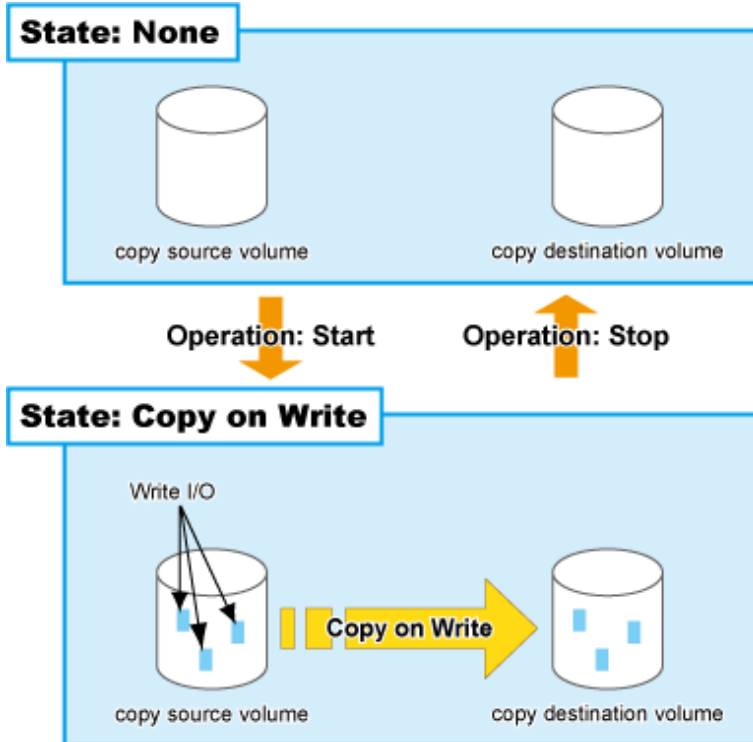 State: None
copy source volume
copy destination volume
Operation: Start
Operation: Stop
State: Copy on Write
Write I/O
Copy on Write
copy source volume
copy destination volume